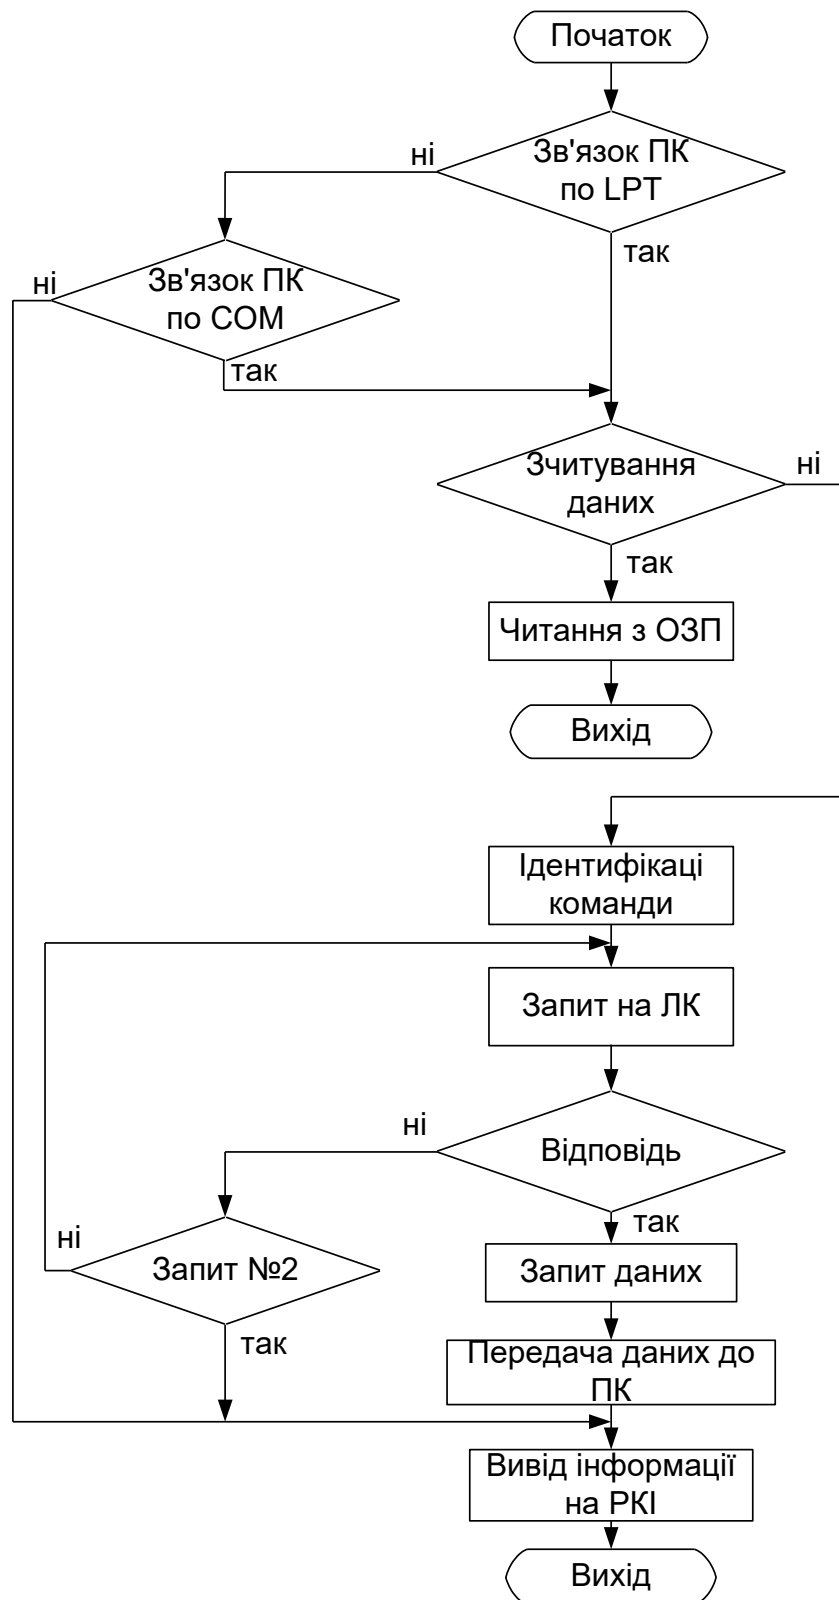 Початок
ні
Зв'язок ПК
по LPT
так
ні
Зв'язок ПК
по COM
так
Зчитування
даних
ні
так
Читання з ОЗП
Вихід
Ідентифікаці
команди
Запит на ЛК
ні
Відповідь
так
ні
Запит №2
так
Запит даних
Передача даних до
ПК
Вивід інформації
на РКІ
Вихід